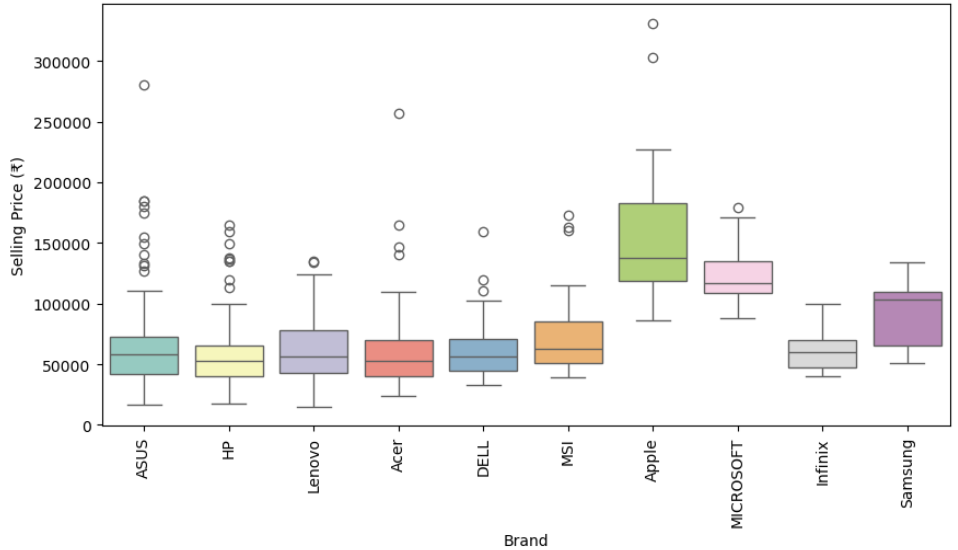 Selling Price (₹)
300000
250000
200000
150000
100000
50000
0
ASUS
HP
Lenovo
Acer
DELL
MSI
Apple
MICROSOFT
Infinix
Samsung
Brand